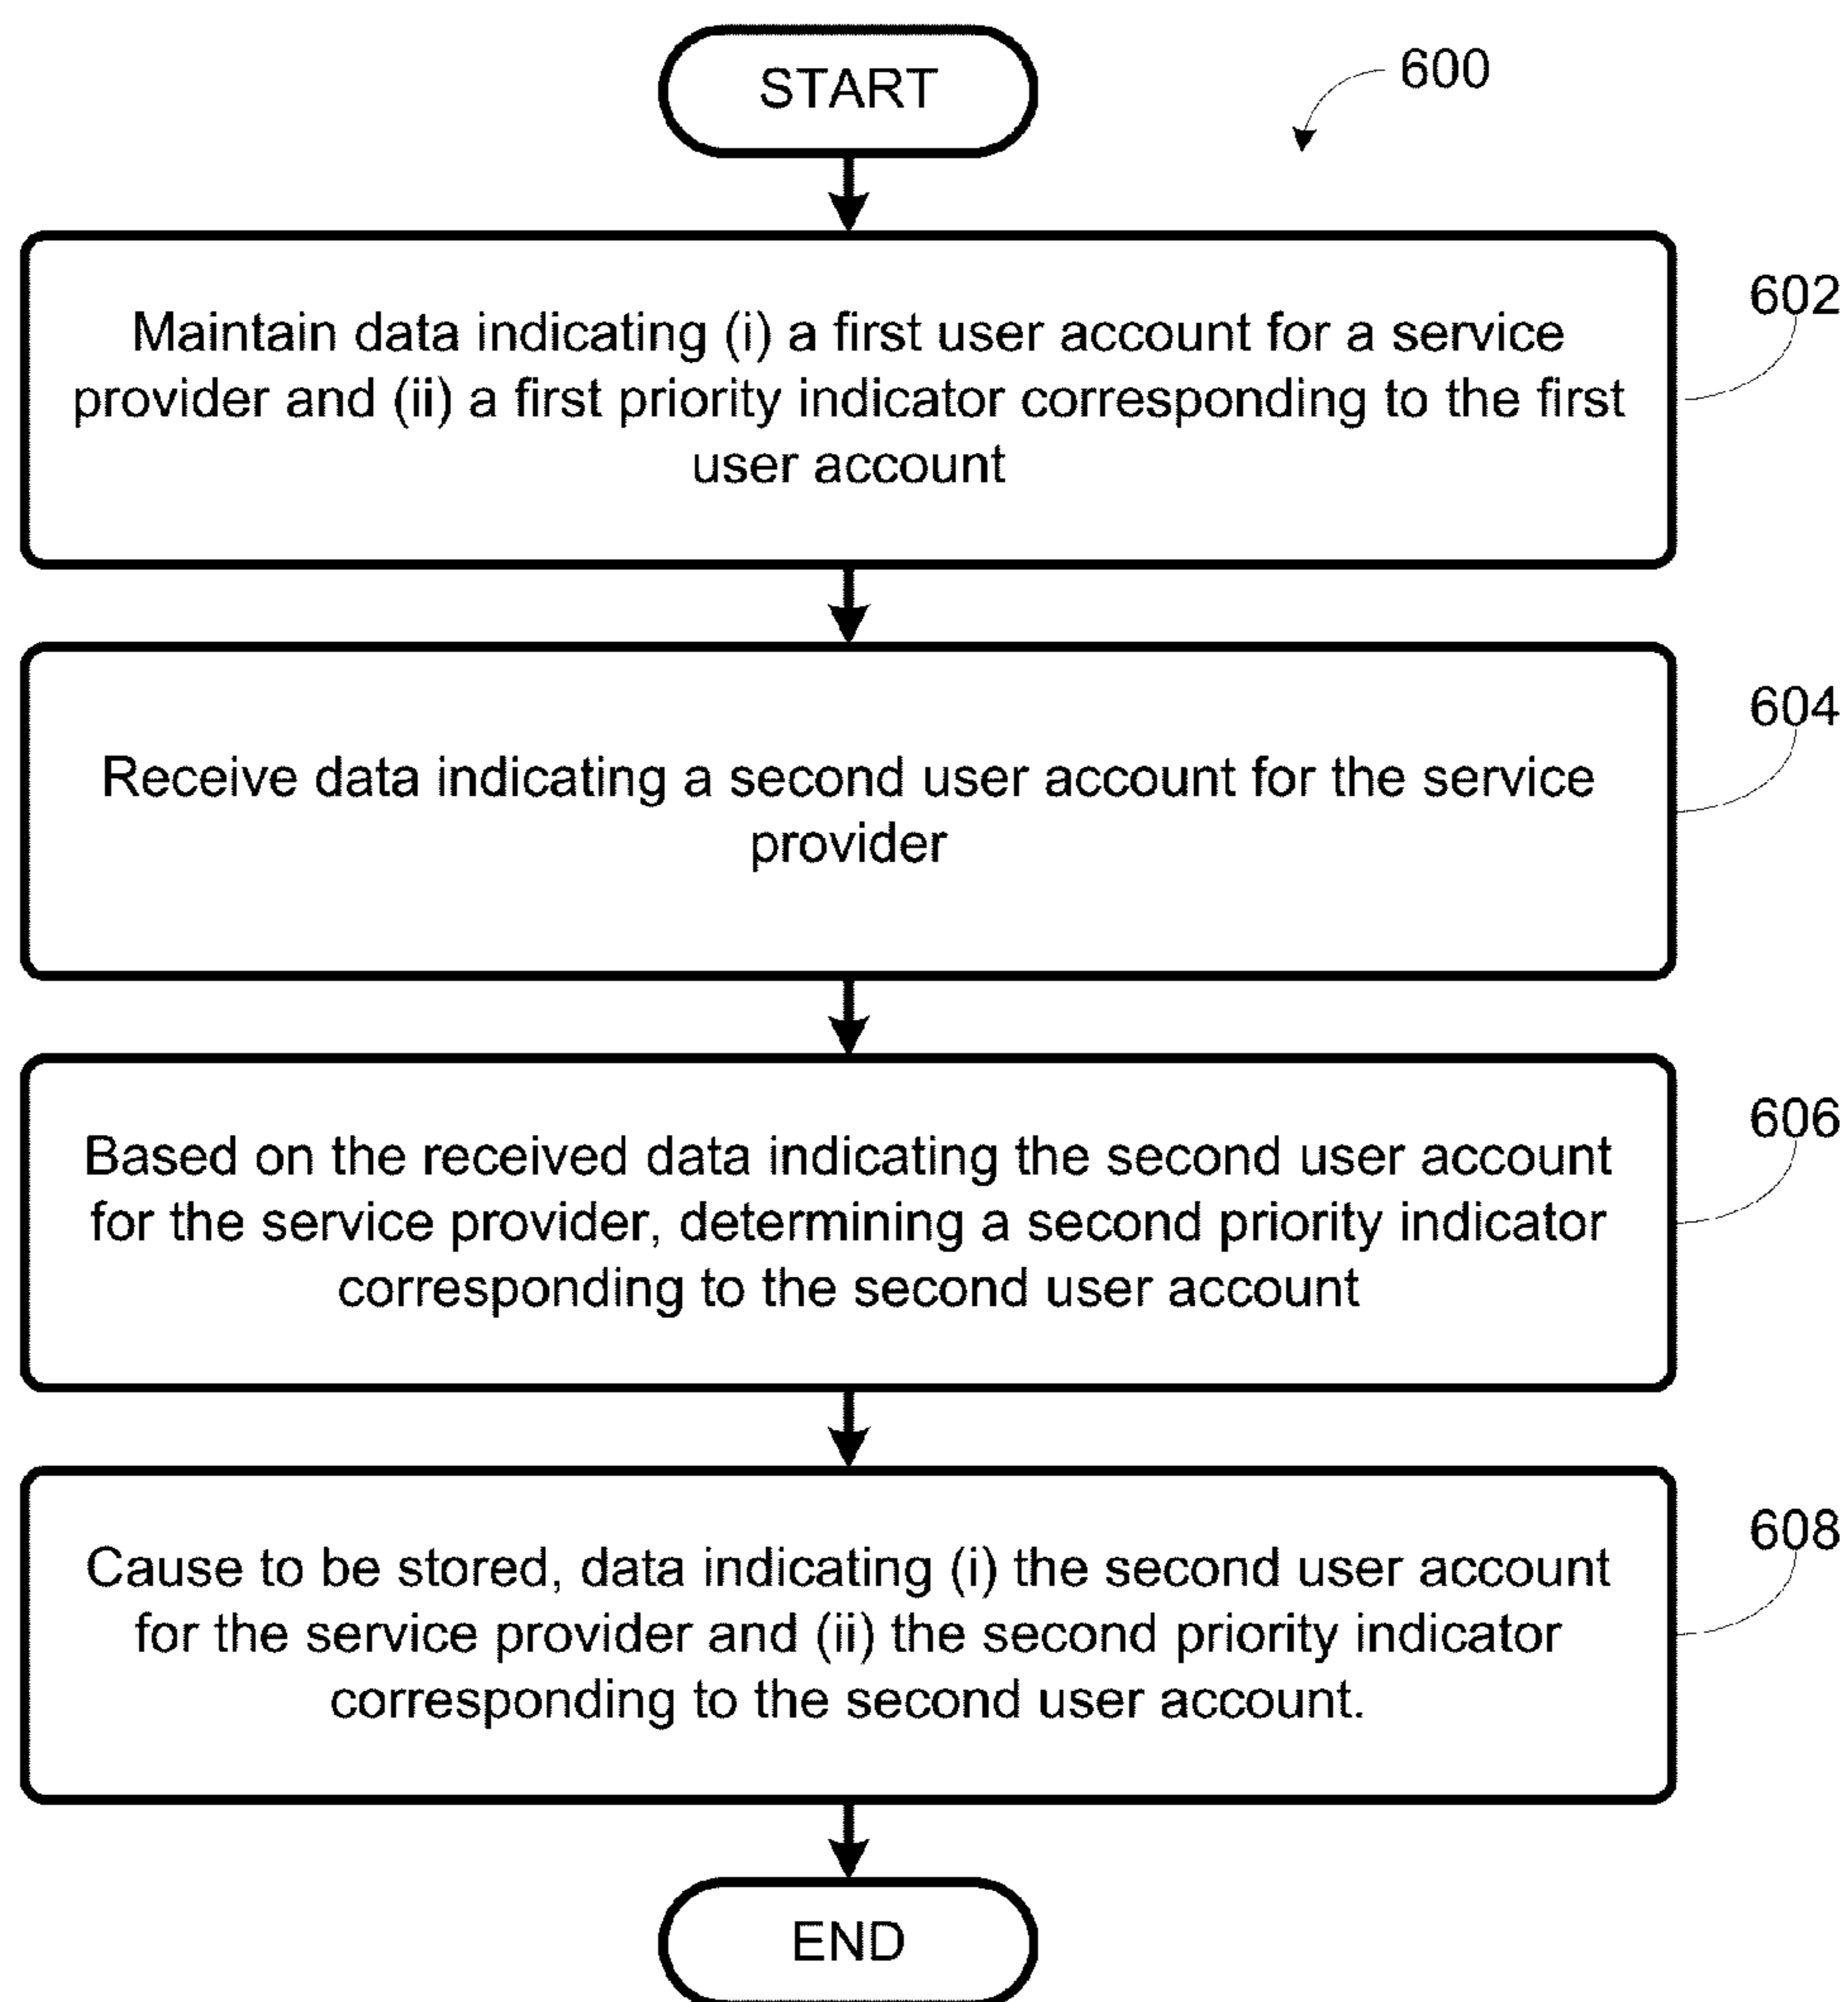 START
600
Maintain data indicating (i) a first user account for a service
provider and (ii) a first priority indicator corresponding to the first
user account
602
Receive data indicating a second user account for the service
provider
604
Based on the received data indicating the second user account
for the service provider, determining a second priority indicator
corresponding to the second user account
606
Cause to be stored, data indicating (i) the second user account
for the service provider and (ii) the second priority indicator
corresponding to the second user account.
608
END